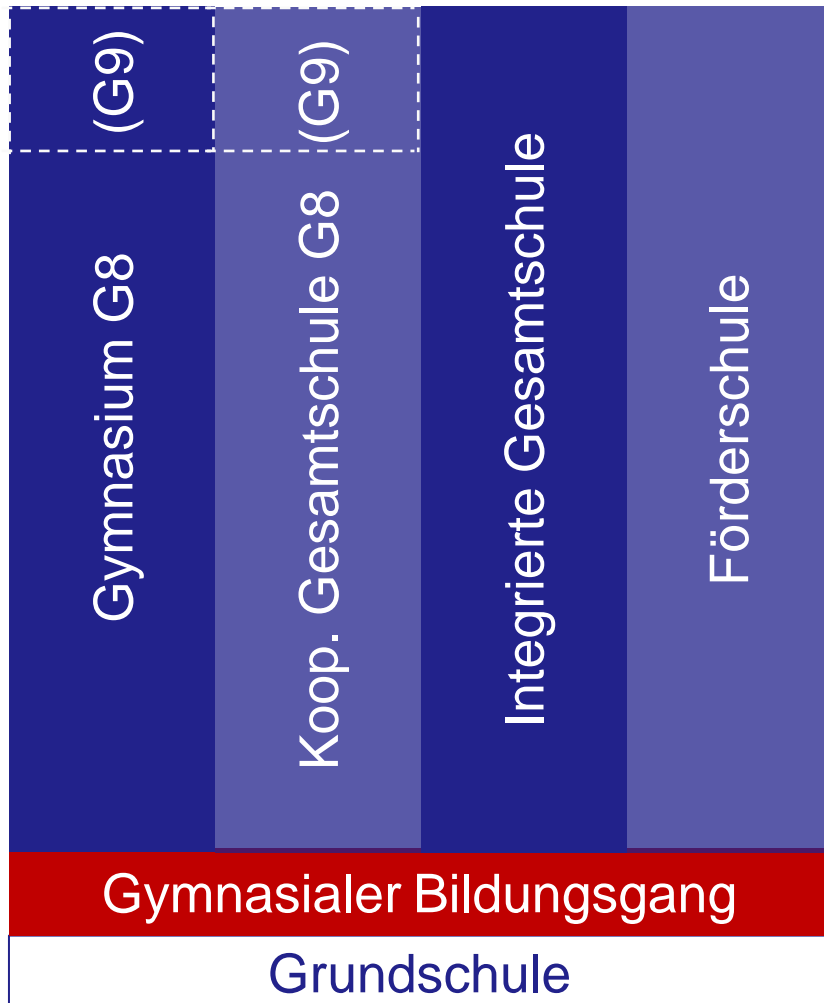 (G9)
Gymnasium G8
(G9)
Koop. Gesamtschule G8
Integrierte Gesamtschule
Förderschule
Gymnasialer Bildungsgang
Grundschule